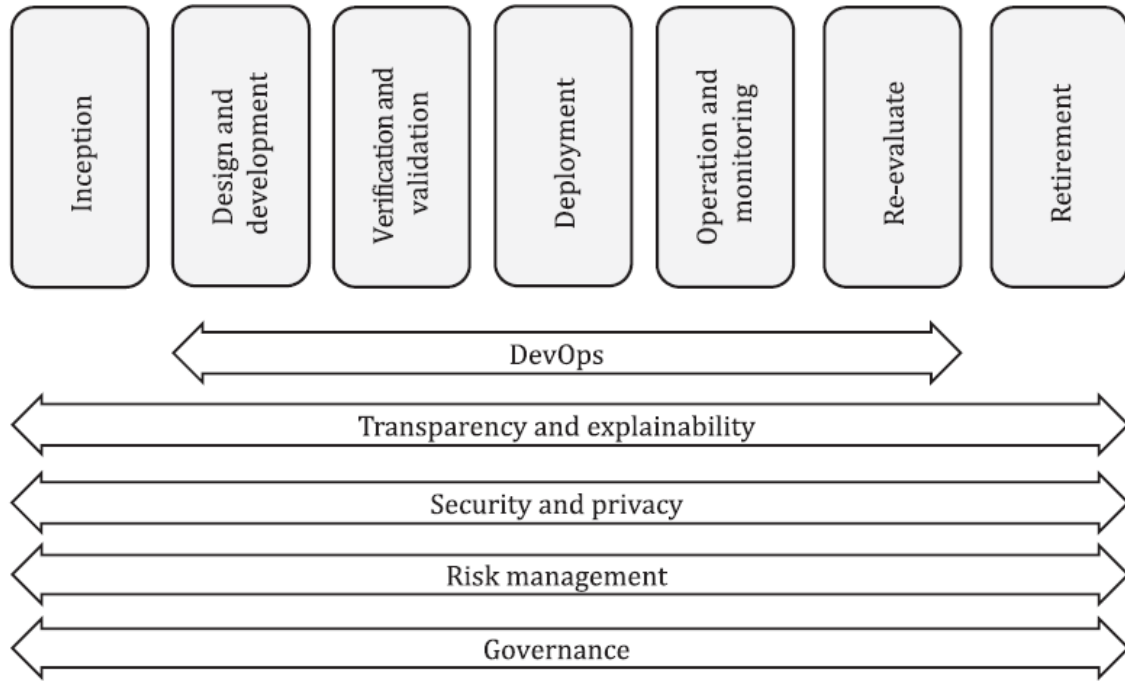 Inception
Design and
development
Verification and
validation
Deployment
Operation and
monitoring
Re-evaluate
Retirement
DevOps
Transparency and explainability
Security and privacy
Risk management
Governance